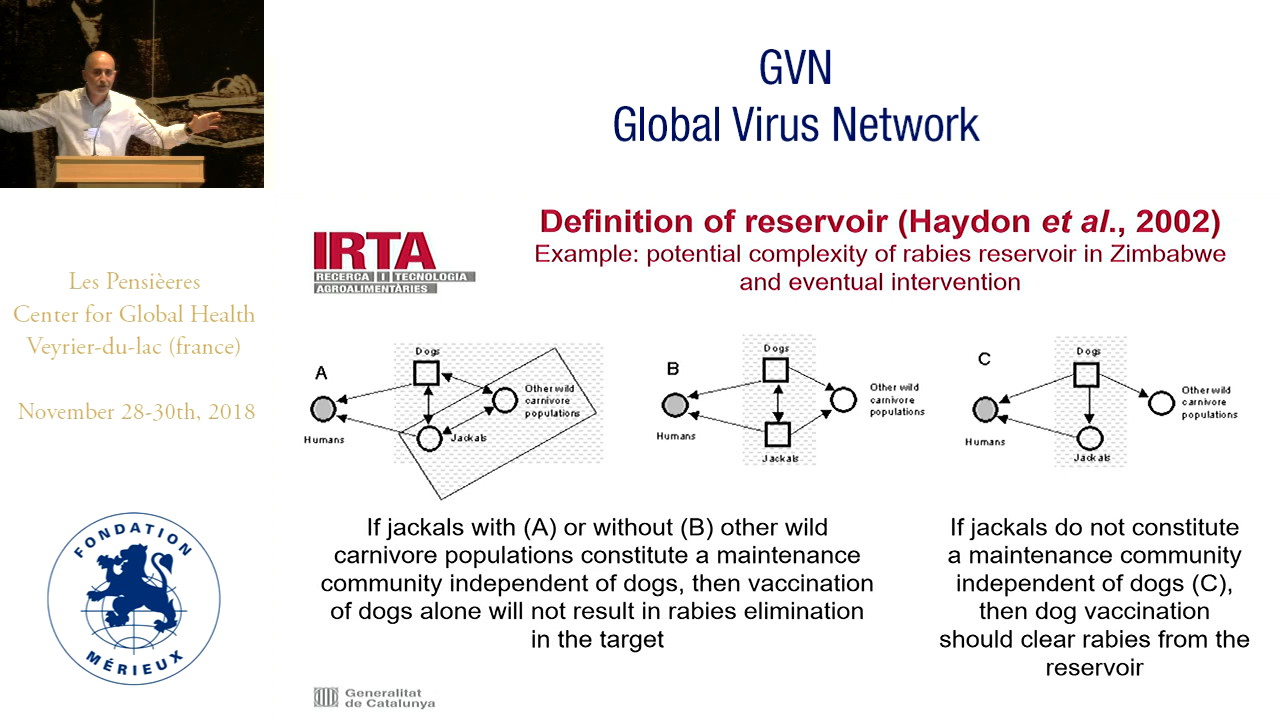 GVN
Global Virus Network
Les Pensièeres
Center for Global Health
Veyrier-du-lac (france)
November 28-30th, 2018
FONDATION
MÉRIEUX
IRTA
RECERCA I TECNOLOGIA
AGROALIMENTÀRIES
Definition of reservoir (Haydon et al., 2002)
Example: potential complexity of rabies reservoir in Zimbabwe
and eventual intervention
A
Dogs
Other wild
carnivore
populations
Humans
Jackals
B
Dogs
Other wild
carnivore
populations
Humans
Jackals
C
Dogs
Other wild
carnivore
populations
Humans
Jackals
If jackals with (A) or without (B) other wild
carnivore populations constitute a maintenance
community independent of dogs, then vaccination
of dogs alone will not result in rabies elimination
in the target
If jackals do not constitute
a maintenance community
independent of dogs (C),
then dog vaccination
should clear rabies from the
reservoir
Generalitat
de Catalunya